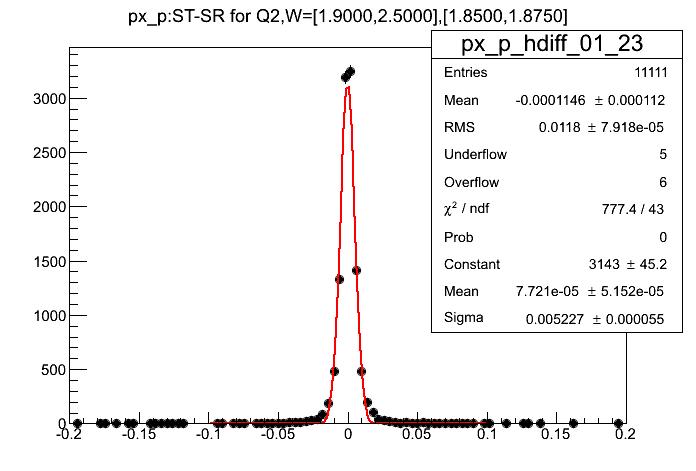 px_p:ST-SR for Q2,W=[1.9000,2.5000],[1.8500,1.8750]
px_p_hdiff_01_23
Entries 11111
Mean -0.0001146 ± 0.000112
RMS 0.0118 ± 7.918e-05
Underflow 5
Overflow 6
χ² / ndf 777.4 / 43
Prob 0
Constant 3143 ± 45.2
Mean 7.721e-05 ± 5.152e-05
Sigma 0.005227 ± 0.000055
3000
2500
2000
1500
1000
500
0
-0.2 -0.15 -0.1 -0.05 0 0.05 0.1 0.15 0.2